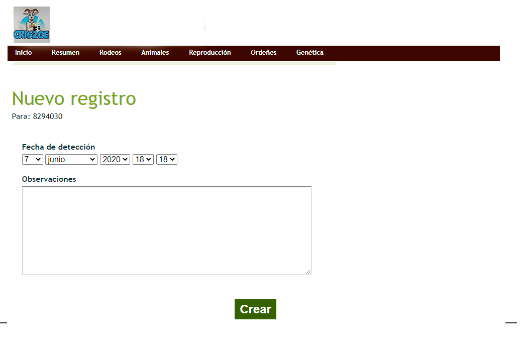 Inicio Resumen Rodeos Animales Reproducción Ordeñes Genética
Nuevo registro
Para: 8294030
Fecha de detección
7 junio 2020 18 18
Observaciones
Crear